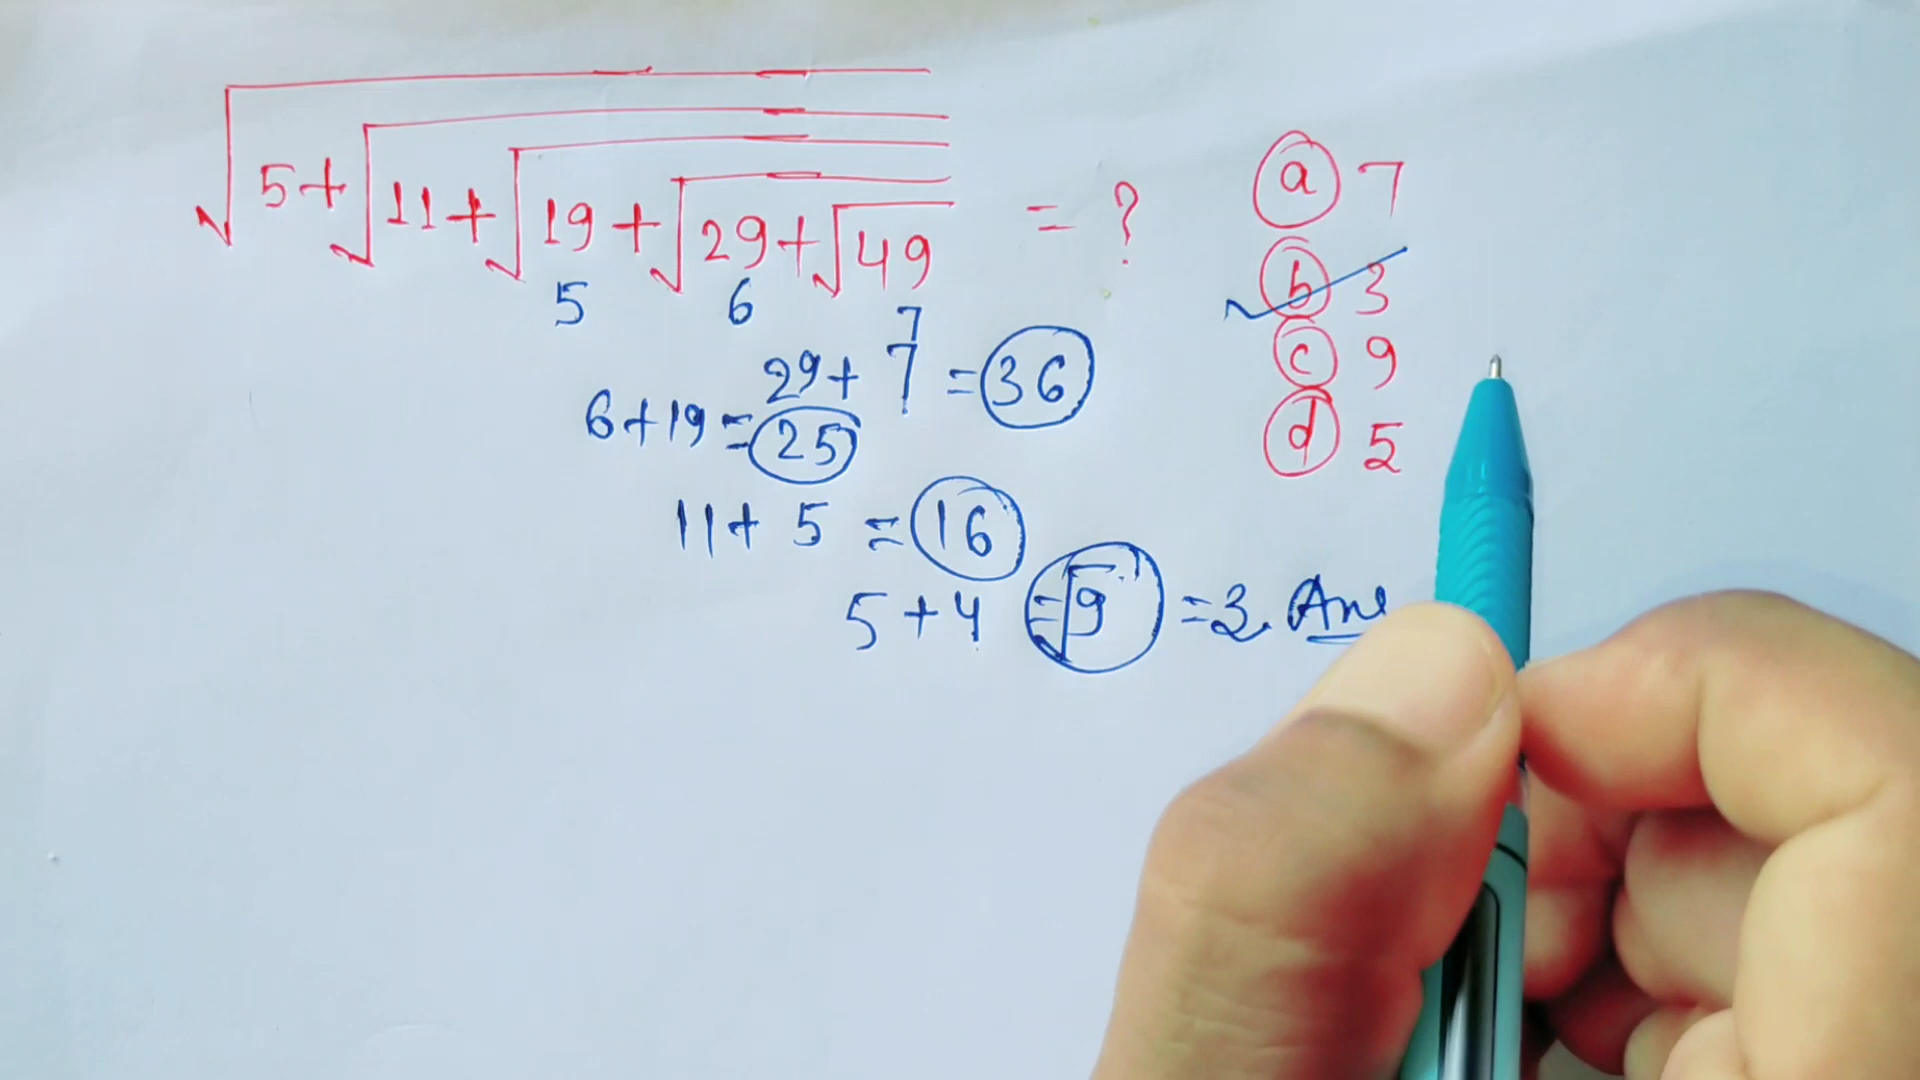 √5+√11+√19+√29+√49 = ?
a 7
b 3
c 9
d 5
5 6 7
29+ 7 = 36
6+19= 25
11+ 5 = 16
5+4 =√9 =3. Ans